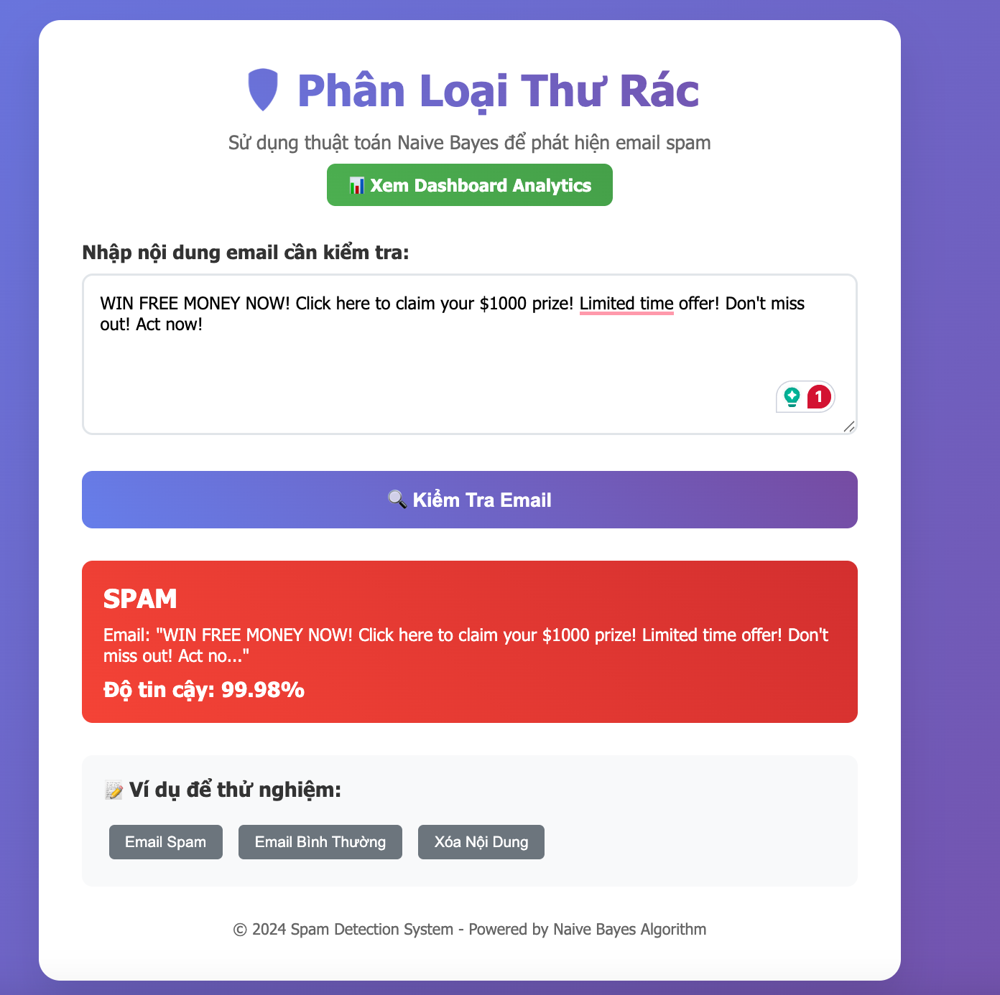 Phân Loại Thư Rác
Sử dụng thuật toán Naive Bayes để phát hiện email spam
Xem Dashboard Analytics
Nhập nội dung email cần kiểm tra:
WIN FREE MONEY NOW! Click here to claim your $1000 prize! Limited time offer! Don't miss
out! Act now!
1
Kiểm Tra Email
SPAM
Email: "WIN FREE MONEY NOW! Click here to claim your $1000 prize! Limited time offer! Don't
miss out! Act no..."
Độ tin cậy: 99.98%
Ví dụ để thử nghiệm:
Email Spam
Email Bình Thường
Xóa Nội Dung
© 2024 Spam Detection System - Powered by Naive Bayes Algorithm